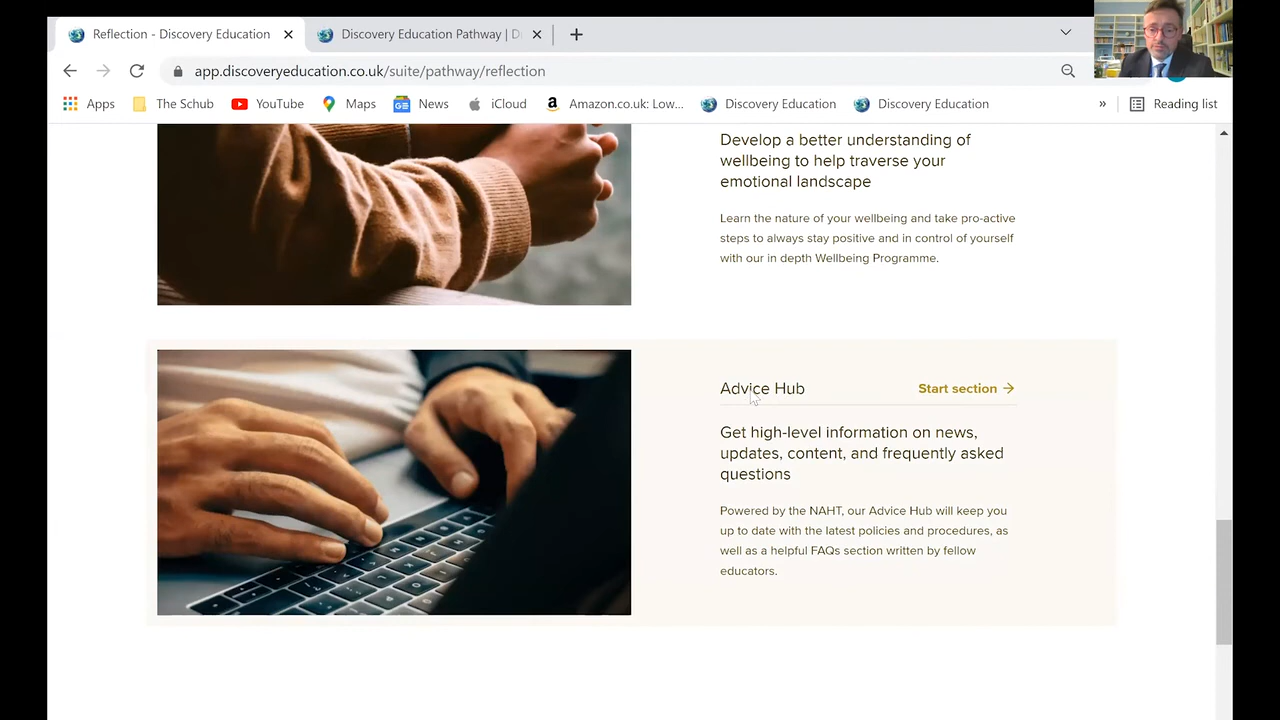 Reflection - Discovery Education
Discovery Education Pathway | D
app.discoveryeducation.co.uk/suite/pathway/reflection
Apps The Schub YouTube Maps News iCloud Amazon.co.uk: Low... Discovery Education Discovery Education » Reading list
Develop a better understanding of
wellbeing to help traverse your
emotional landscape
Learn the nature of your wellbeing and take pro-active
steps to always stay positive and in control of yourself
with our in depth Wellbeing Programme.
Advice Hub Start section →
Get high-level information on news,
updates, content, and frequently asked
questions
Powered by the NAHT, our Advice Hub will keep you
up to date with the latest policies and procedures, as
well as a helpful FAQs section written by fellow
educators.